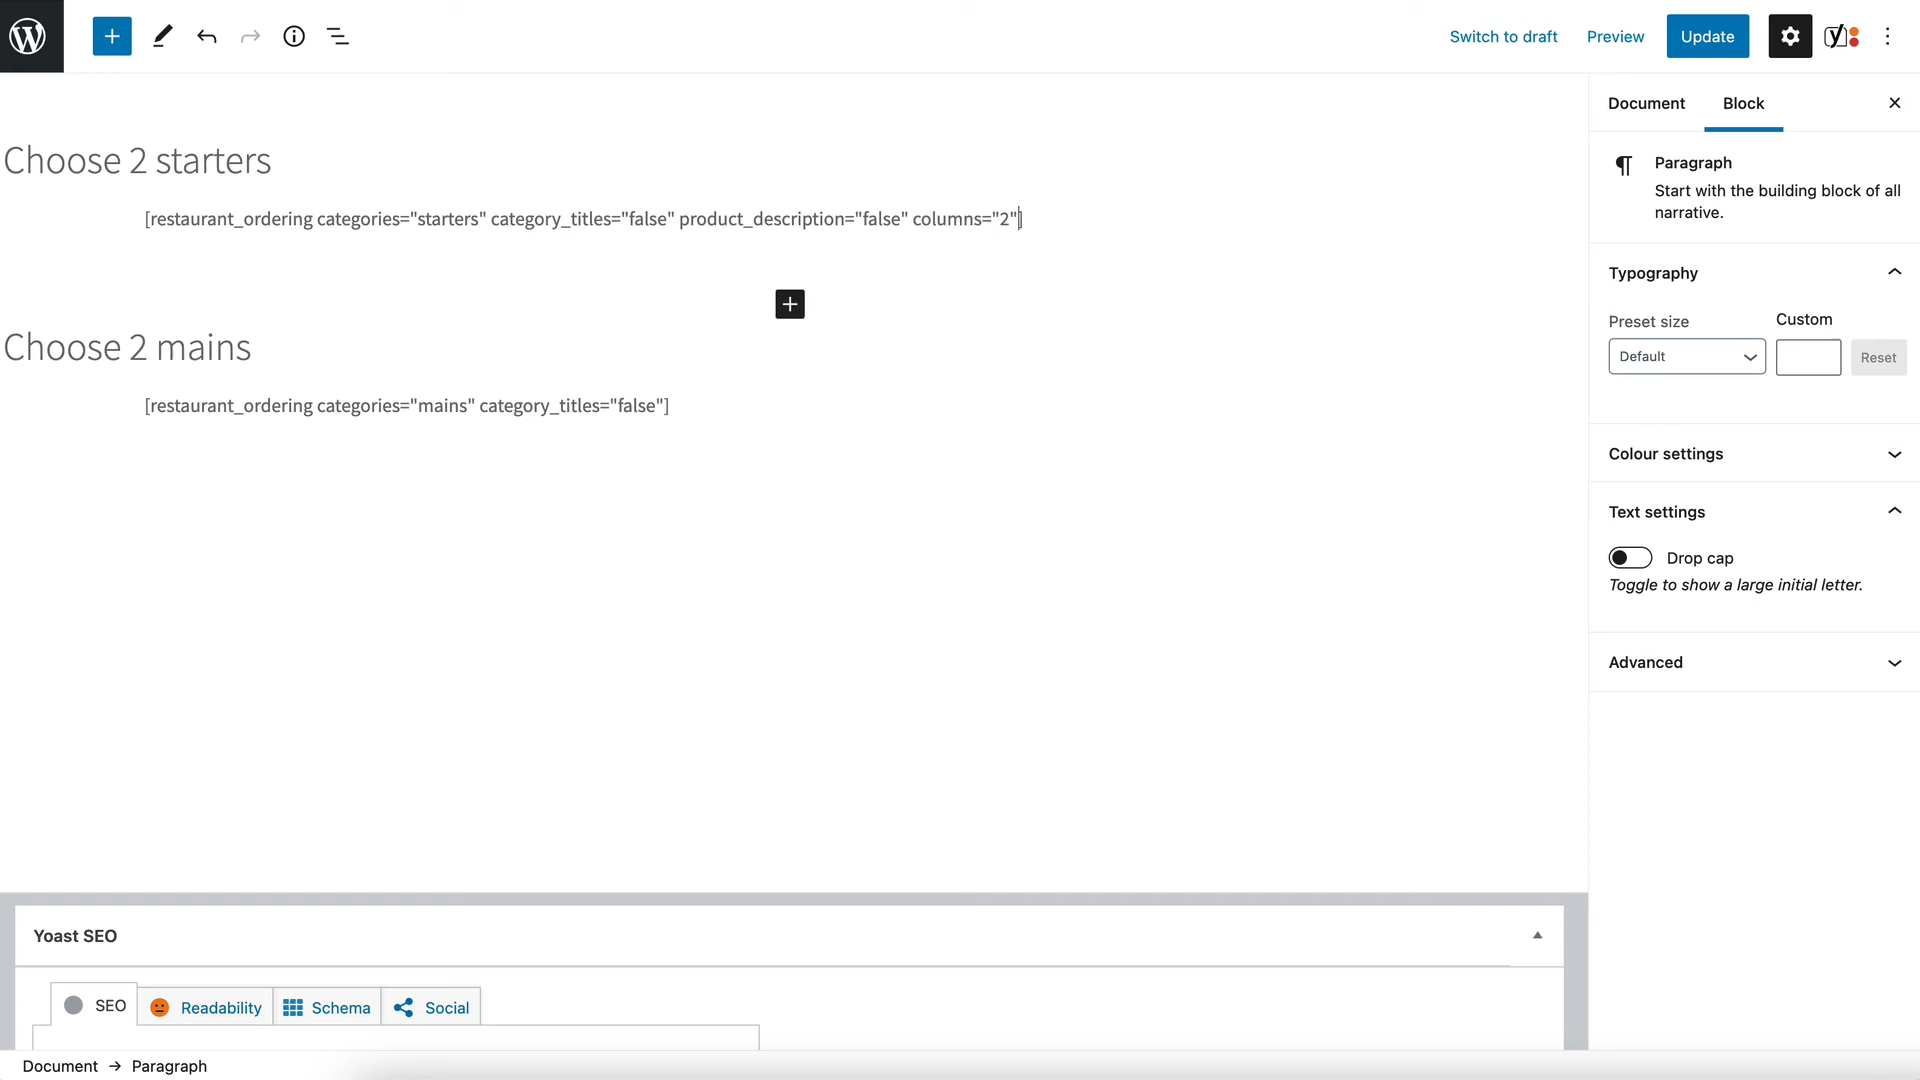 Switch to draft Preview Update
Document Block
Choose 2 starters
[restaurant_ordering categories="starters" category_titles="false" product_description="false" columns="2"]
Choose 2 mains
[restaurant_ordering categories="mains" category_titles="false"]
Paragraph
Start with the building block of all
narrative.
Typography
Preset size Custom
Default Reset
Colour settings
Text settings
Drop cap
Toggle to show a large initial letter.
Advanced
Yoast SEO
SEO Readability Schema Social
Document → Paragraph